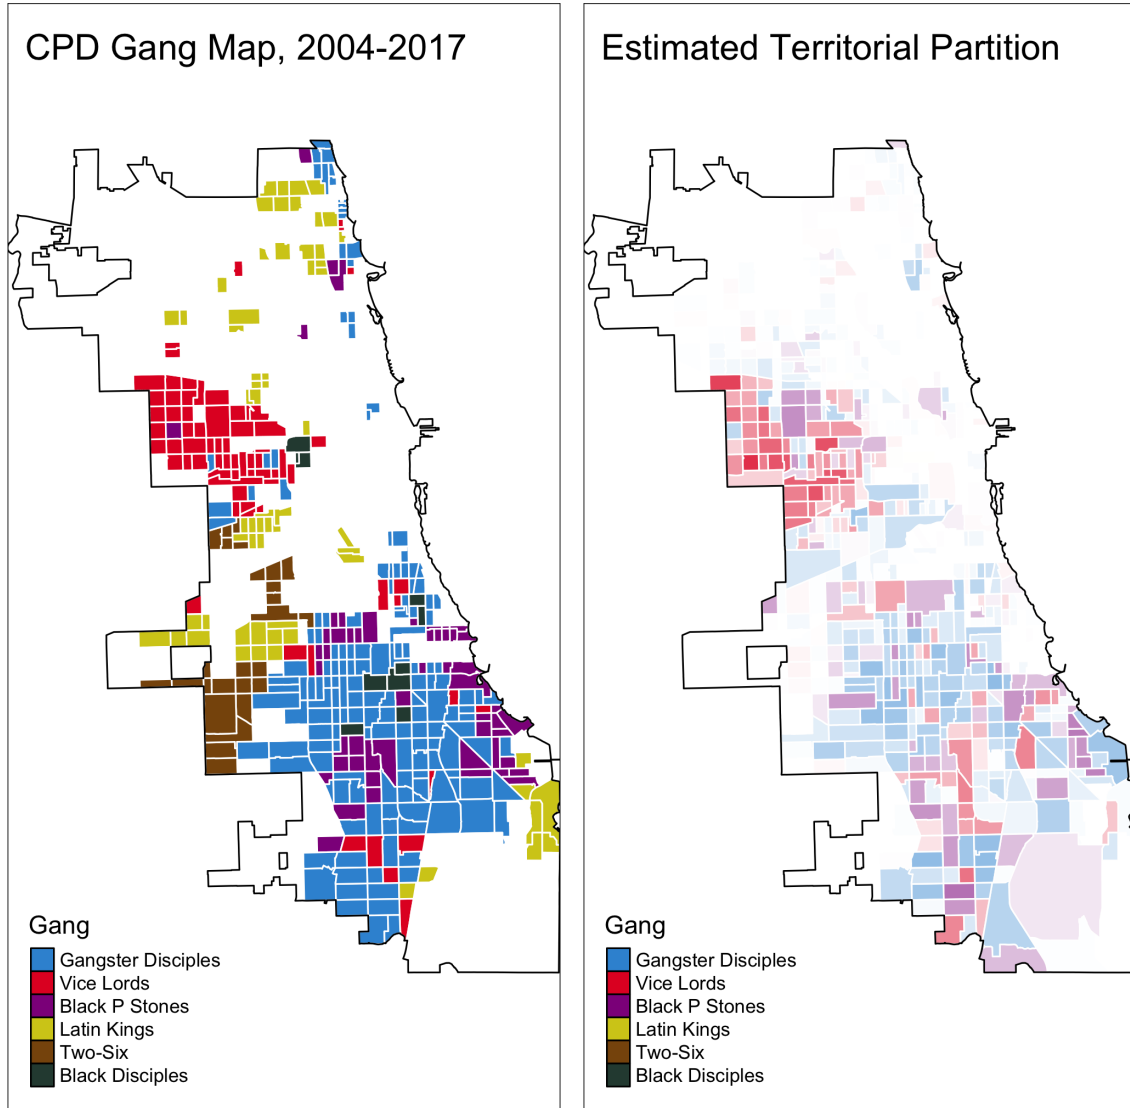 CPD Gang Map, 2004-2017
Gang
Gangster Disciples
Vice Lords
Black P Stones
Latin Kings
Two-Six
Black Disciples
Estimated Territorial Partition
Gang
Gangster Disciples
Vice Lords
Black P Stones
Latin Kings
Two-Six
Black Disciples